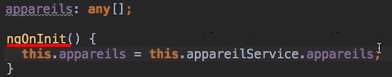 appareils: any[];
ngOnInit() {
this.appareils = this.appareilService.appareils;
}